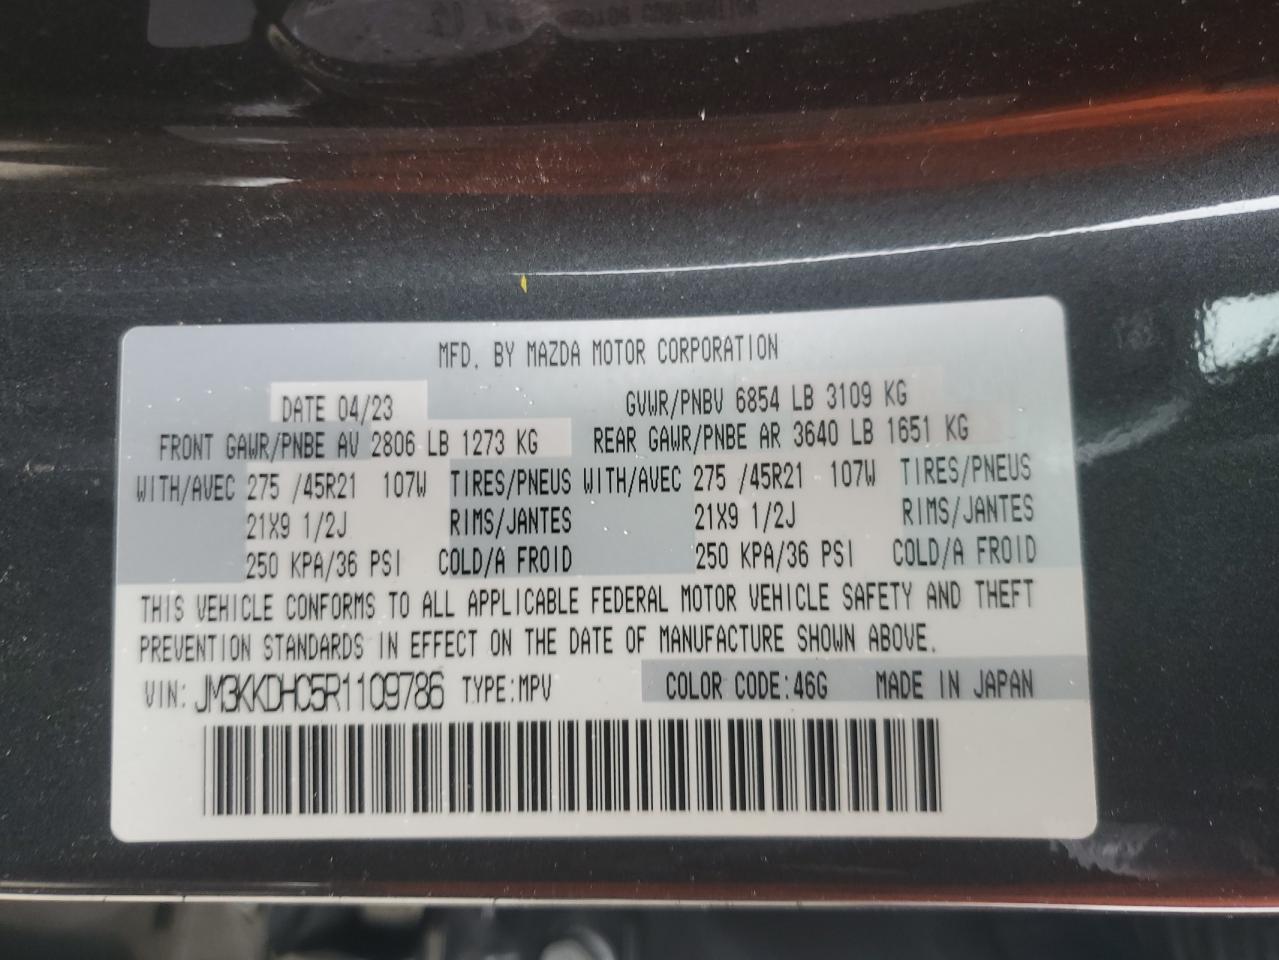 MFD. BY MAZDA MOTOR CORPORATION
DATE 04/23 GVWR/PNBV 6854 LB 3109 KG
FRONT GAWR/PNBE AV 2806 LB 1273 KG REAR GAWR/PNBE AR 3640 LB 1651 KG
WITH/AVEC 275 /45R21 107W TIRES/PNEUS WITH/AVEC 275 /45R21 107W TIRES/PNEUS
21X9 1/2J RIMS/JANTES 21X9 1/2J RIMS/JANTES
250 KPA/36 PSI COLD/A FROID 250 KPA/36 PSI COLD/A FROID
THIS VEHICLE CONFORMS TO ALL APPLICABLE FEDERAL MOTOR VEHICLE SAFETY AND THEFT
PREVENTION STANDARDS IN EFFECT ON THE DATE OF MANUFACTURE SHOWN ABOVE.
VIN: JM3KKDHC5R1109786 TYPE:MPV COLOR CODE:46G MADE IN JAPAN